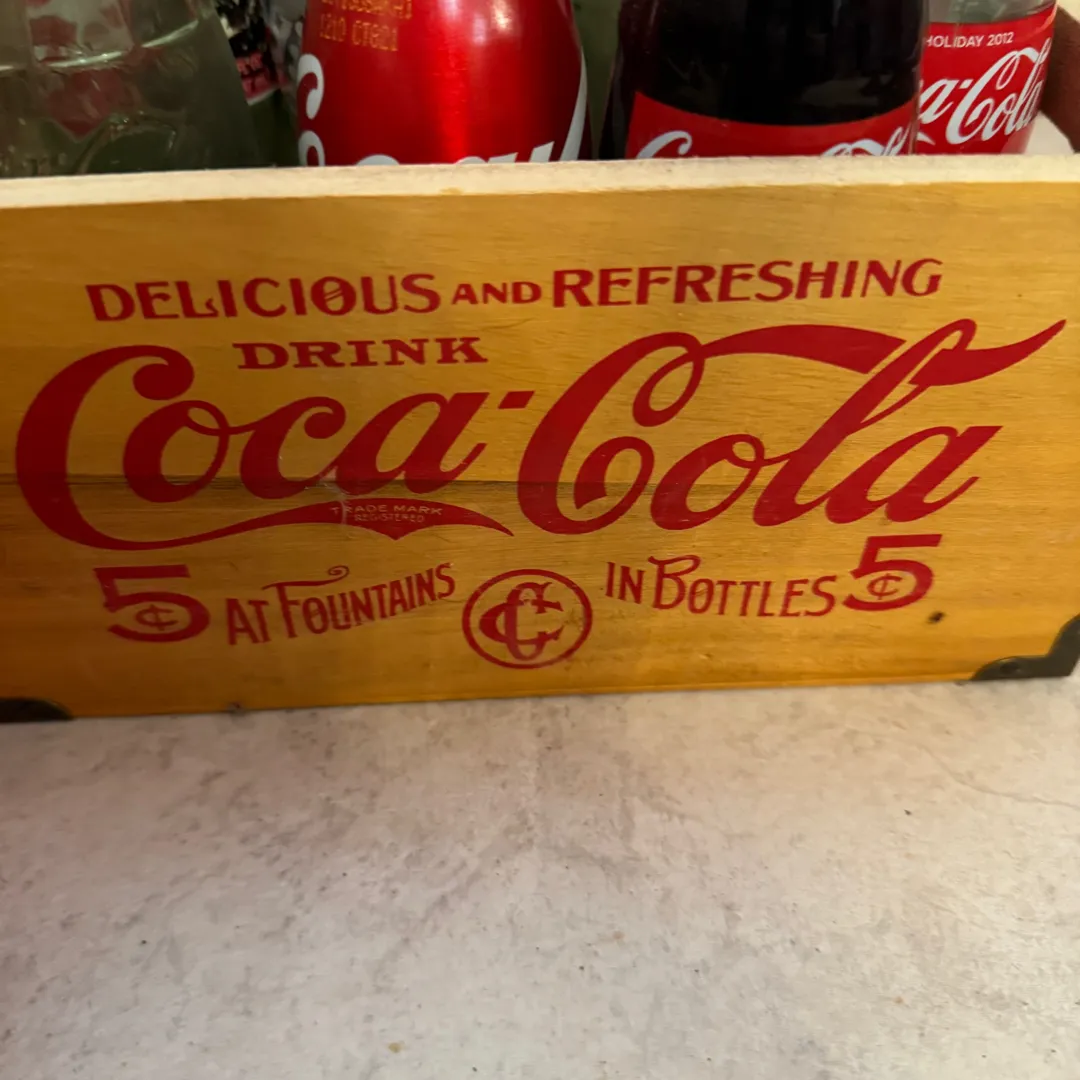 HOLIDAY 2012
Coca-Cola
DELICIOUS AND REFRESHING
DRINK
Coca-Cola
TRADE MARK
REGISTERED
5¢ AT FOUNTAINS IN BOTTLES 5¢